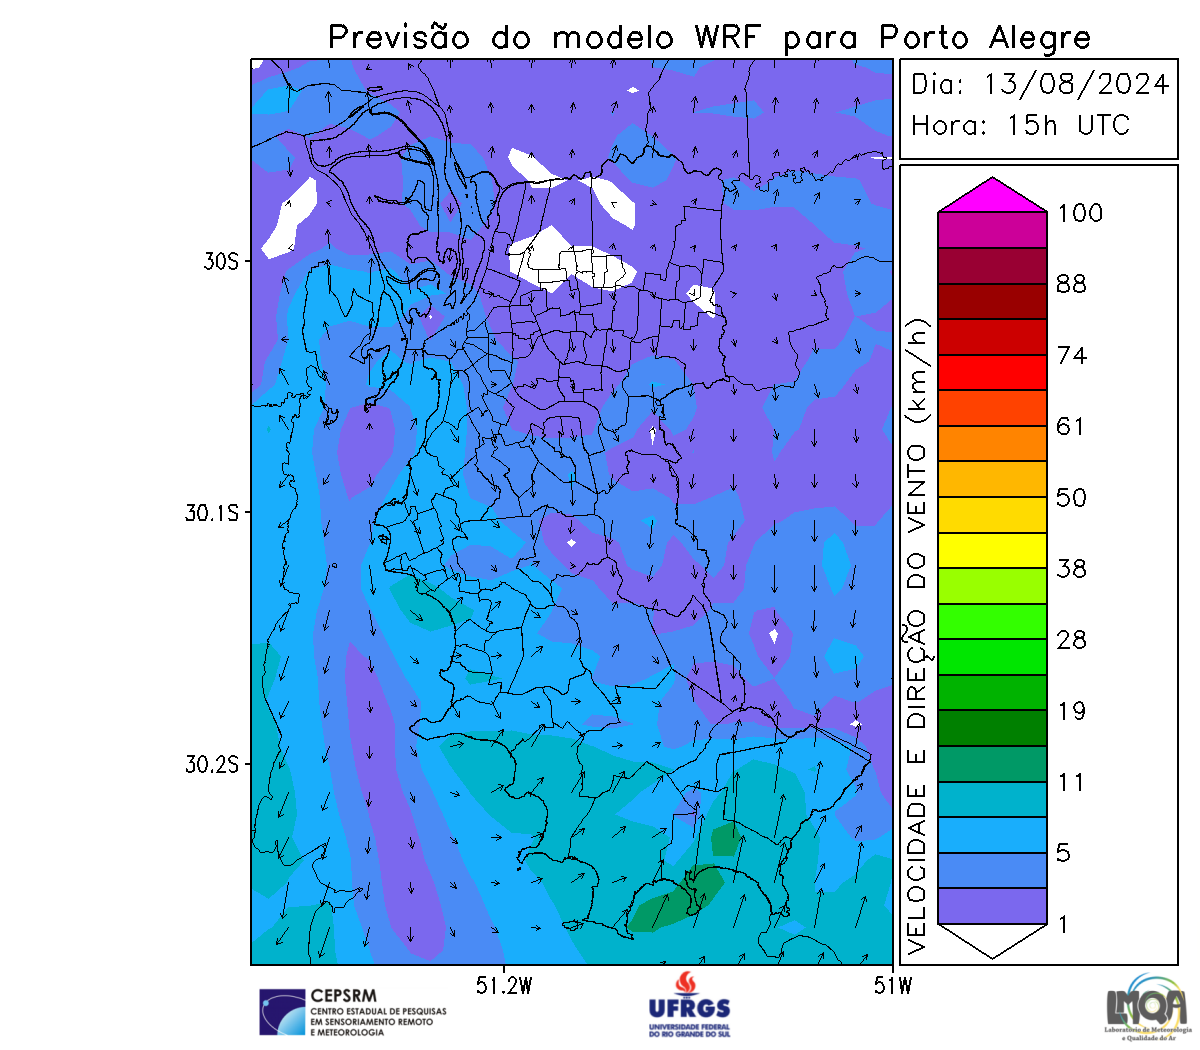 Previsão do modelo WRF para Porto Alegre
Dia: 13/08/2024
Hora: 15h UTC
30S
30.1S
30.2S
51.2W
51W
VELOCIDADE E DIREÇÃO DO VENTO (km/h)
100
88
74
61
50
38
28
19
11
5
1
CEPSRM
CENTRO ESTADUAL DE PESQUISAS
EM SENSORIAMENTO REMOTO
E METEOROLOGIA
UFRGS
UNIVERSIDADE FEDERAL
DO RIO GRANDE DO SUL
LMQA
Laboratório de Meteorologia
e Qualidade do Ar